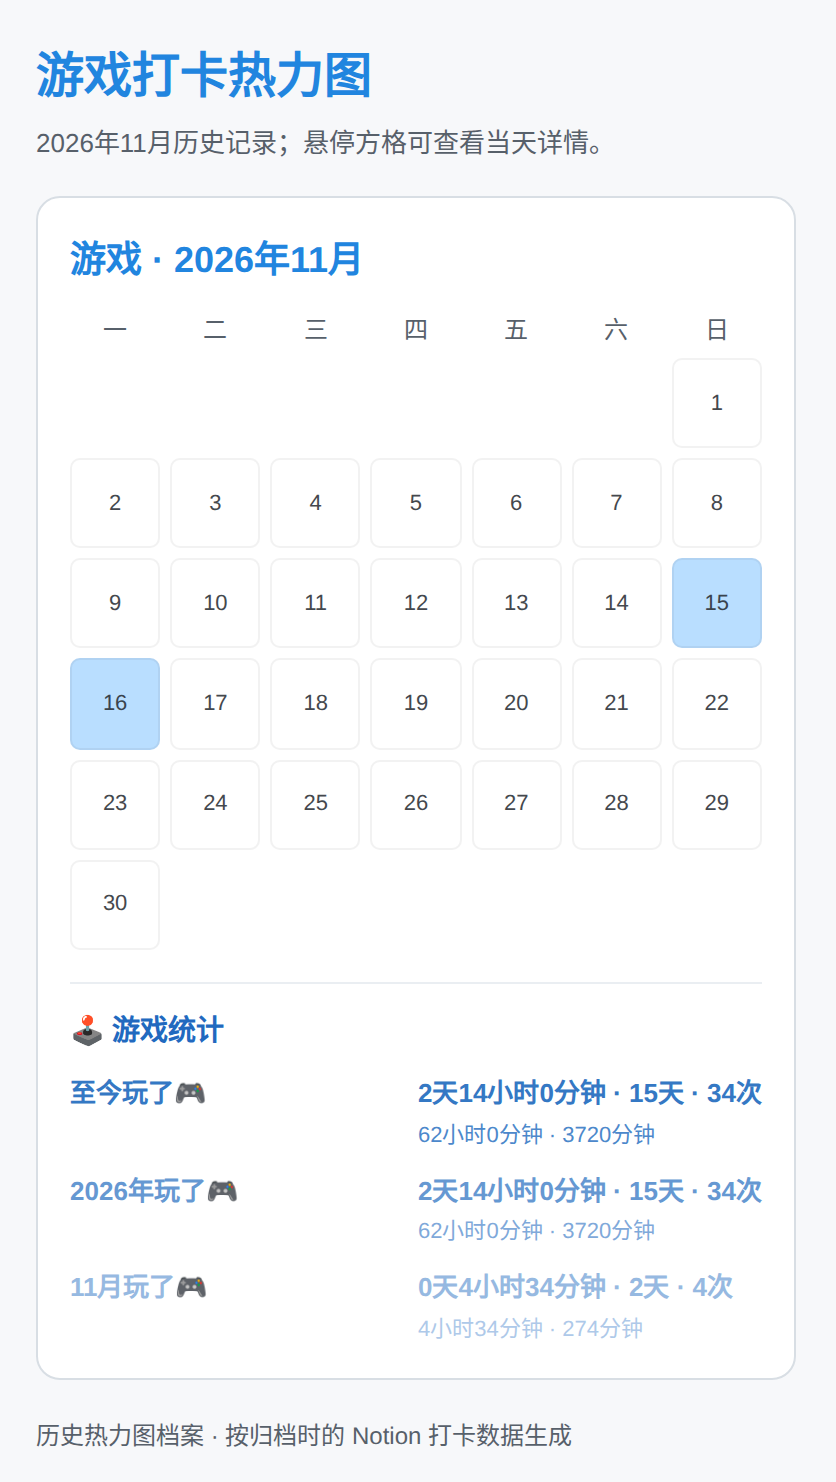 游戏打卡热力图
2026年11月历史记录；悬停方格可查看当天详情。
游戏 · 2026年11月
一 二 三 四 五 六 日
1
2 3 4 5 6 7 8
9 10 11 12 13 14 15
16 17 18 19 20 21 22
23 24 25 26 27 28 29
30
🕹️ 游戏统计
至今玩了🎮 2天14小时0分钟 · 15天 · 34次
62小时0分钟 · 3720分钟
2026年玩了🎮 2天14小时0分钟 · 15天 · 34次
62小时0分钟 · 3720分钟
11月玩了🎮 0天4小时34分钟 · 2天 · 4次
4小时34分钟 · 274分钟
历史热力图档案 · 按归档时的 Notion 打卡数据生成